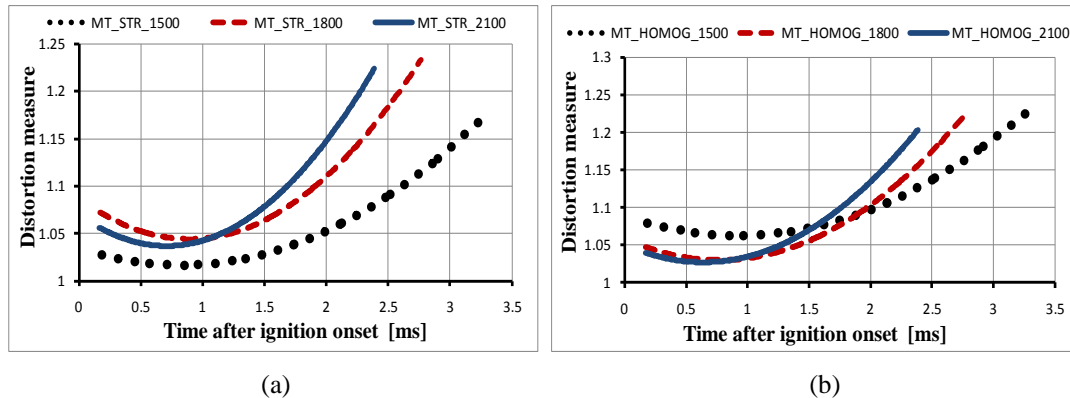 MT_STR_1500 MT_STR_1800 MT_STR_2100
1.25
1.2
1.15
1.1
1.05
1
Distortion measure
0 0.5 1 1.5 2 2.5 3 3.5
Time after ignition onset [ms]
(a)
MT_HOMOG_1500 MT_HOMOG_1800 MT_HOMOG_2100
1.3
1.25
1.2
1.15
1.1
1.05
1
Distortion measure
0 0.5 1 1.5 2 2.5 3 3.5
Time after ignition onset [ms]
(b)